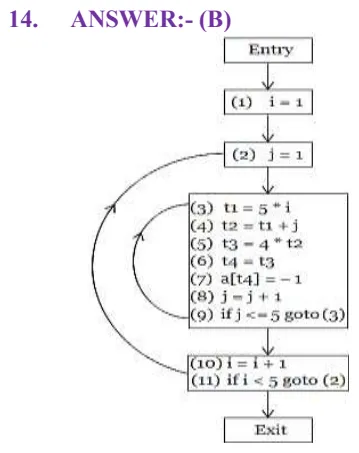 14. ANSWER:- (B)
Entry
(1) i = 1
(2) j = 1
(3) t1 = 5 * i
(4) t2 = t1 + j
(5) t3 = 4 * t2
(6) t4 = t3
(7) a[t4] = -1
(8) j = j + 1
(9) if j <= 5 goto (3)
(10) i = i + 1
(11) if i < 5 goto (2)
Exit